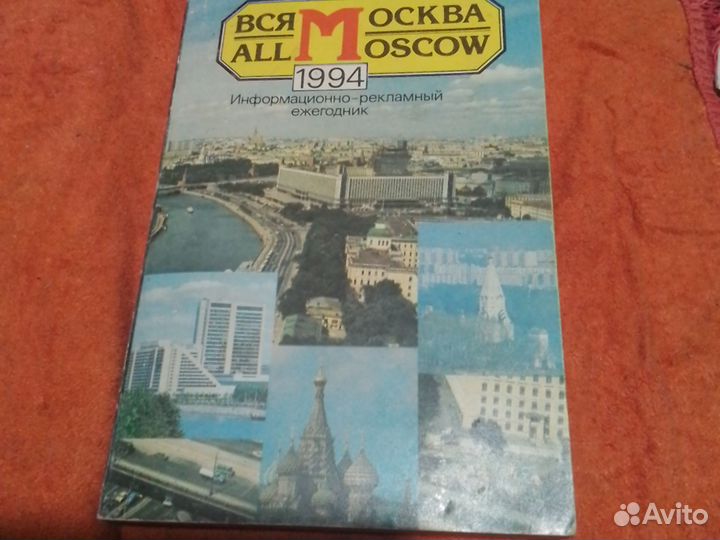 ВСЯ МОСКВА
ALL MOSCOW
1994
Информационно-рекламный
ежегодник
Avito